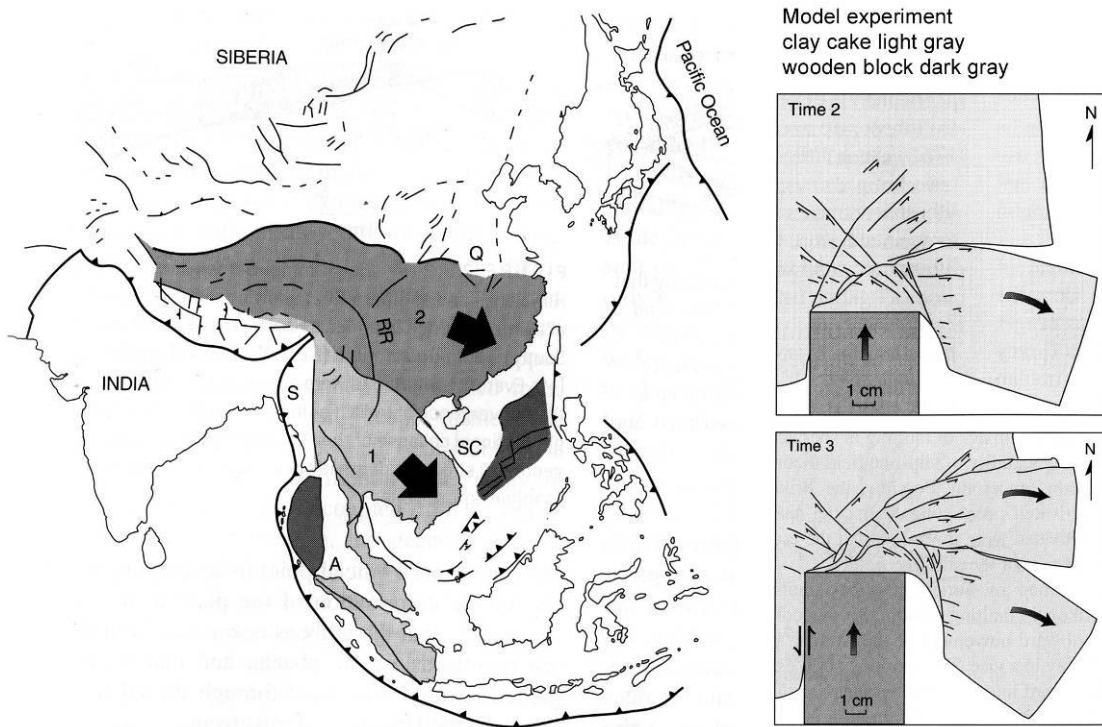 SIBERIA
Pacific Ocean
Q
2
RR
INDIA
S
1
SC
A
Model experiment
clay cake light gray
wooden block dark gray
Time 2
N
1 cm
Time 3
N
1 cm